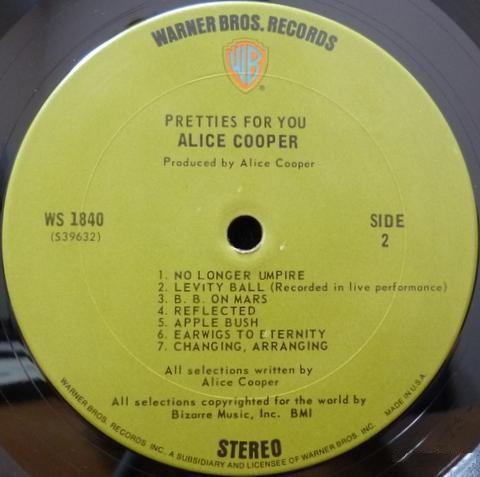 WARNER BROS. RECORDS
WB
®
PRETTIES FOR YOU
ALICE COOPER
Produced by Alice Cooper
WS 1840
(S39632)
SIDE
2
1. NO LONGER UMPIRE
2. LEVITY BALL (Recorded in live performance)
3. B. B. ON MARS
4. REFLECTED
5. APPLE BUSH
6. EARWIGS TO ETERNITY
7. CHANGING, ARRANGING
All selections written by
Alice Cooper
All selections copyrighted for the world by
Bizarre Music, Inc. BMI
STEREO
WARNER BROS. RECORDS INC. A SUBSIDIARY AND LICENSEE OF WARNER BROS. INC. MADE IN U.S.A.